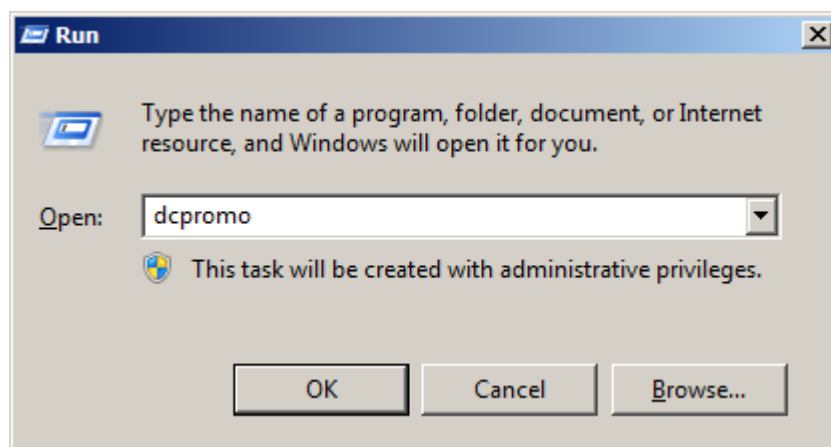 Run
Type the name of a program, folder, document, or Internet
resource, and Windows will open it for you.
Open: dcpromo
This task will be created with administrative privileges.
OK Cancel Browse...